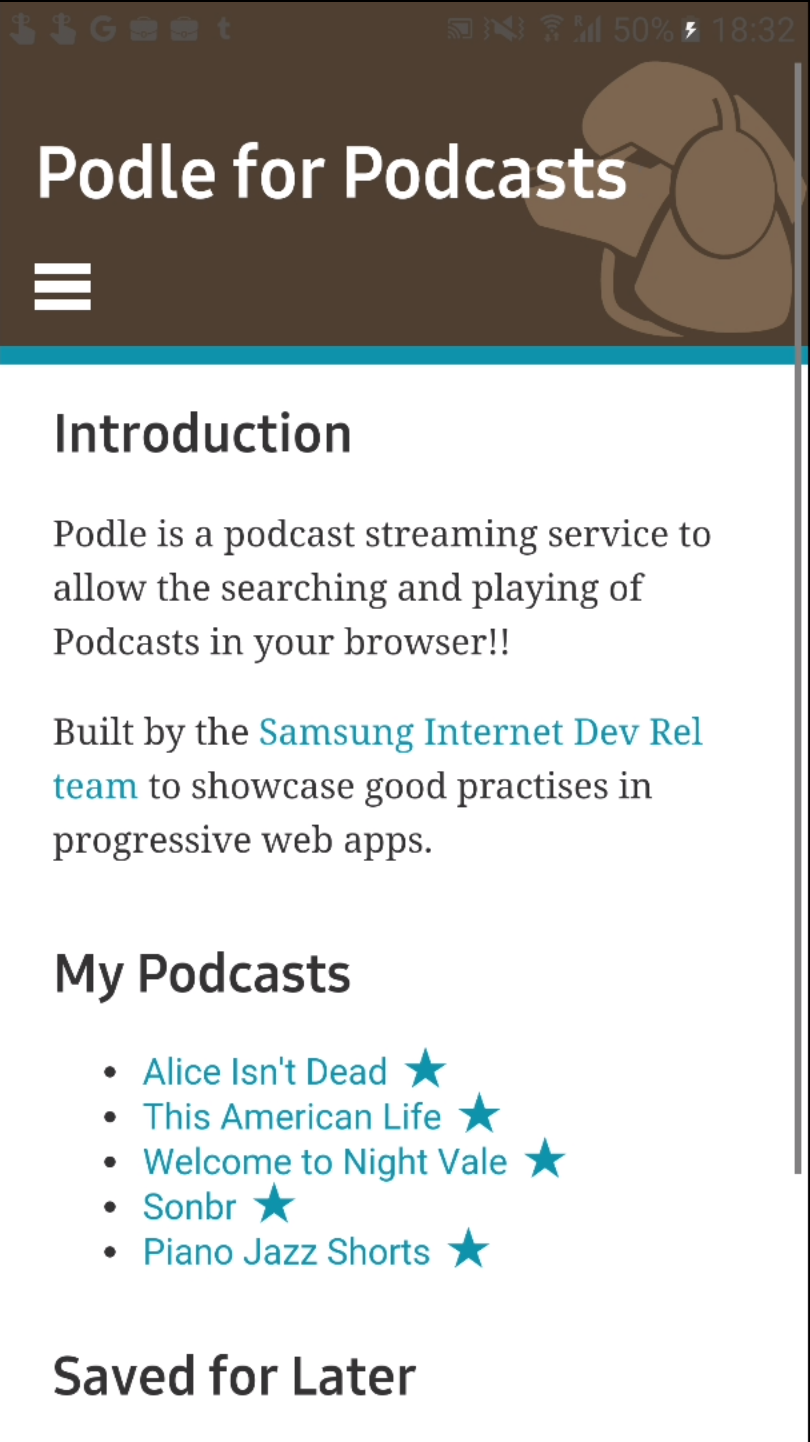 G t 50% 18:32
Podle for Podcasts
Introduction
Podle is a podcast streaming service to
allow the searching and playing of
Podcasts in your browser!!
Built by the Samsung Internet Dev Rel
team to showcase good practises in
progressive web apps.
My Podcasts
• Alice Isn't Dead ★
• This American Life ★
• Welcome to Night Vale ★
• Sonbr ★
• Piano Jazz Shorts ★
Saved for Later